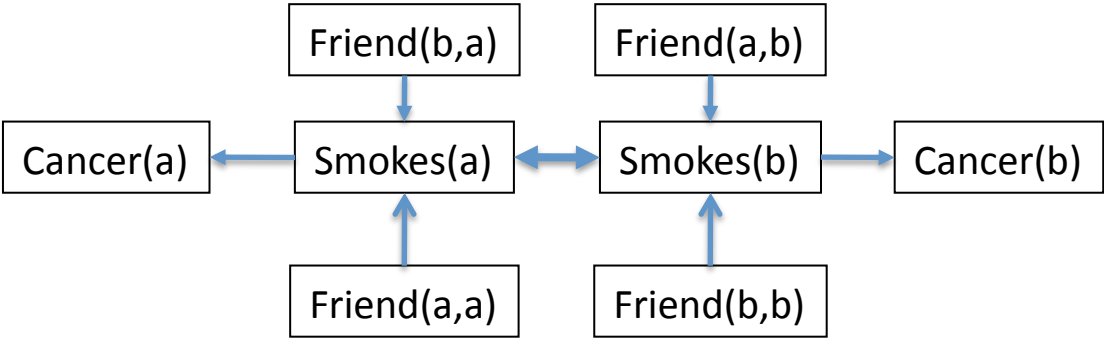 Friend(b,a)
Friend(a,b)
Cancer(a)
Smokes(a)
Smokes(b)
Cancer(b)
Friend(a,a)
Friend(b,b)